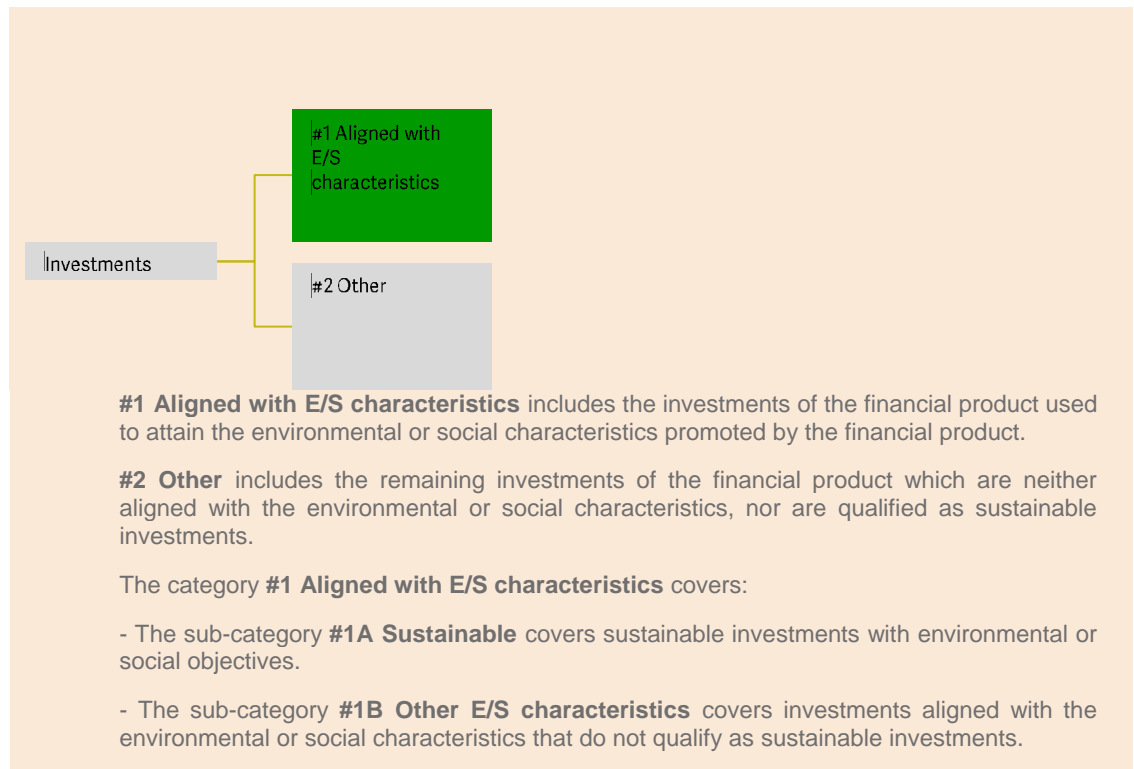 #1 Aligned with
E/S
characteristics
Investments
#2 Other
#1 Aligned with E/S characteristics includes the investments of the financial product used
to attain the environmental or social characteristics promoted by the financial product.
#2 Other includes the remaining investments of the financial product which are neither
aligned with the environmental or social characteristics, nor are qualified as sustainable
investments.
The category #1 Aligned with E/S characteristics covers:
- The sub-category #1A Sustainable covers sustainable investments with environmental or
social objectives.
- The sub-category #1B Other E/S characteristics covers investments aligned with the
environmental or social characteristics that do not qualify as sustainable investments.